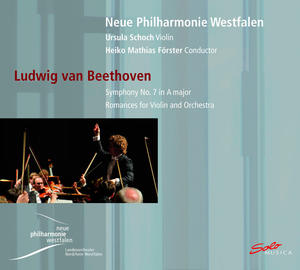 Neue Philharmonie Westfalen
Ursula Schoch Violin
Heiko Mathias Förster Conductor
Ludwig van Beethoven
Symphony No. 7 in A major
Romances for Violin and Orchestra
neue
philharmonie
westfalen
Landesorchester
Nordrhein-Westfalen
Solo
MUSICA